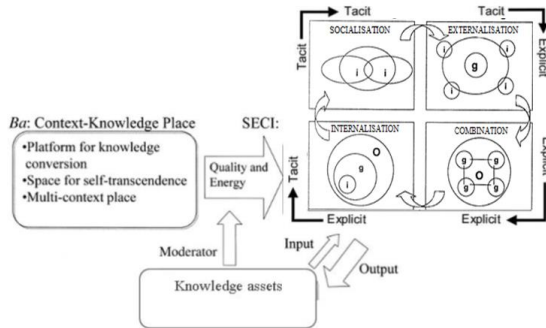 Tacit
Tacit
SOCIALISATION
EXTERNALISATION
Tacit
Explicit
i
i
g
i
i
i
i
Ba: Context-Knowledge Place
SECI:
•Platform for knowledge
conversion
•Space for self-transcendence
•Multi-context place
Quality and
Energy
INTERNALISATION
COMBINATION
Tacit
Explicit
O
g
i
g
g
O
g
g
Explicit
Explicit
Moderator
Input
Output
Knowledge assets